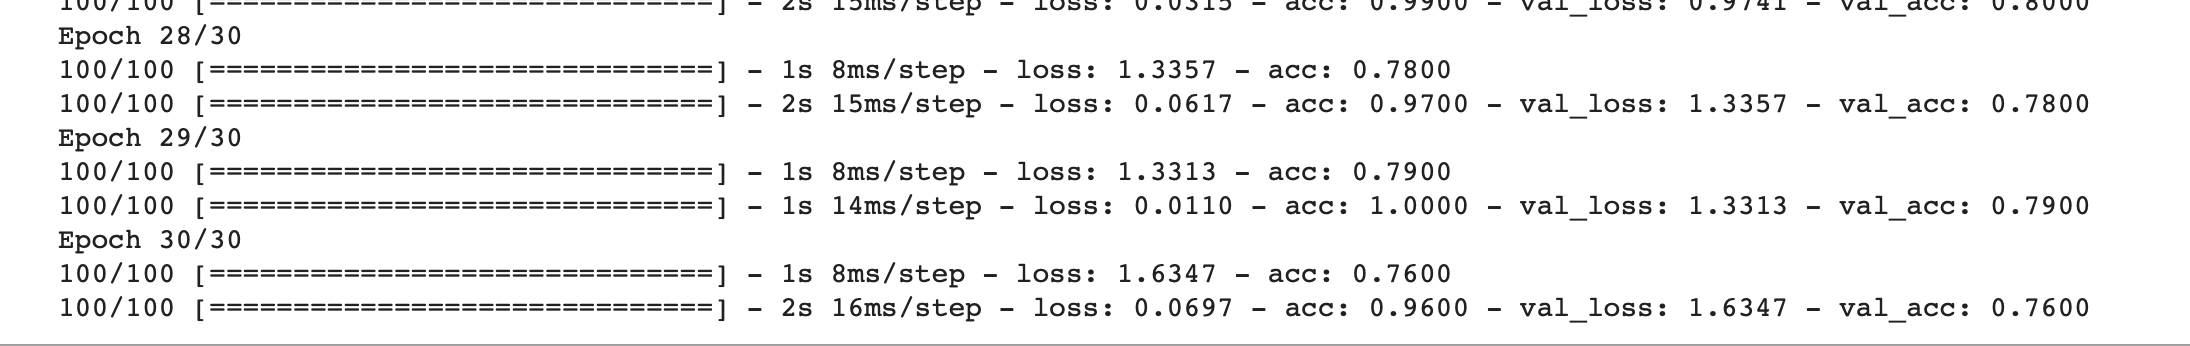 100/100 [==============================] - 2s 15ms/step - loss: 0.0315 - acc: 0.9900 - val_loss: 0.9741 - val_acc: 0.8000
Epoch 28/30
100/100 [==============================] - 1s 8ms/step - loss: 1.3357 - acc: 0.7800
100/100 [==============================] - 2s 15ms/step - loss: 0.0617 - acc: 0.9700 - val_loss: 1.3357 - val_acc: 0.7800
Epoch 29/30
100/100 [==============================] - 1s 8ms/step - loss: 1.3313 - acc: 0.7900
100/100 [==============================] - 1s 14ms/step - loss: 0.0110 - acc: 1.0000 - val_loss: 1.3313 - val_acc: 0.7900
Epoch 30/30
100/100 [==============================] - 1s 8ms/step - loss: 1.6347 - acc: 0.7600
100/100 [==============================] - 2s 16ms/step - loss: 0.0697 - acc: 0.9600 - val_loss: 1.6347 - val_acc: 0.7600